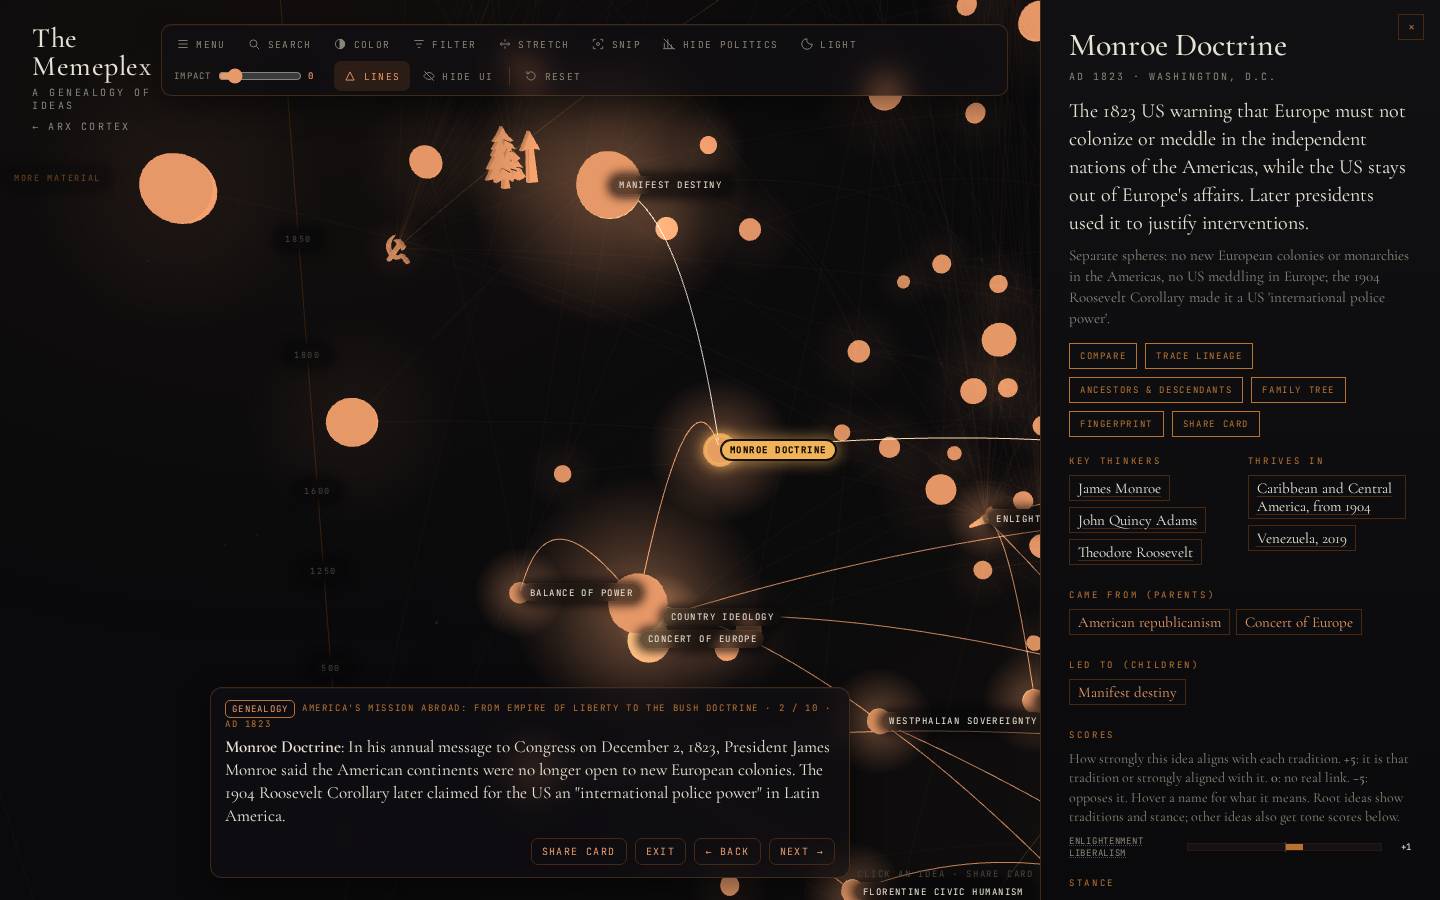 The
Memeplex
A GENEALOGY OF
IDEAS
← ARX CORTEX
MENU
SEARCH
COLOR
FILTER
STRETCH
SNIP
HIDE POLITICS
LIGHT
IMPACT
0
LINES
HIDE UI
RESET
MORE MATERIAL
1850
1800
1600
1250
500
MANIFEST DESTINY
MONROE DOCTRINE
ENLIGHT
BALANCE OF POWER
COUNTRY IDEOLOGY
CONCERT OF EUROPE
WESTPHALIAN SOVEREIGNTY
CLICK AN IDEA · SHARE CARD
FLORENTINE CIVIC HUMANISM
GENEALOGY AMERICA'S MISSION ABROAD: FROM EMPIRE OF LIBERTY TO THE BUSH DOCTRINE · 2 / 10 ·
AD 1823
Monroe Doctrine: In his annual message to Congress on December 2, 1823, President James
Monroe said the American continents were no longer open to new European colonies. The
1904 Roosevelt Corollary later claimed for the US an "international police power" in Latin
America.
SHARE CARD
EXIT
← BACK
NEXT →
×
Monroe Doctrine
AD 1823 · WASHINGTON, D.C.
The 1823 US warning that Europe must not
colonize or meddle in the independent
nations of the Americas, while the US stays
out of Europe's affairs. Later presidents
used it to justify interventions.
Separate spheres: no new European colonies or monarchies
in the Americas, no US meddling in Europe; the 1904
Roosevelt Corollary made it a US 'international police
power'.
COMPARE
TRACE LINEAGE
ANCESTORS & DESCENDANTS
FAMILY TREE
FINGERPRINT
SHARE CARD
KEY THINKERS
James Monroe
John Quincy Adams
Theodore Roosevelt
THRIVES IN
Caribbean and Central
America, from 1904
Venezuela, 2019
CAME FROM (PARENTS)
American republicanism
Concert of Europe
LED TO (CHILDREN)
Manifest destiny
SCORES
How strongly this idea aligns with each tradition. +5: it is that
tradition or strongly aligned with it. 0: no real link. −5:
opposes it. Hover a name for what it means. Root ideas show
traditions and stance; other ideas also get tone scores below.
ENLIGHTENMENT
LIBERALISM
+1
STANCE